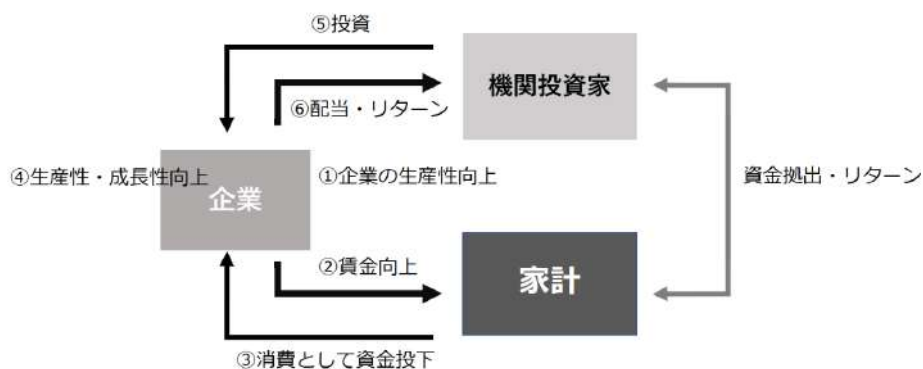 ⑤投資
機関投資家
⑥配当・リターン
④生産性・成長性向上
企業
①企業の生産性向上
資金拠出・リターン
②賃金向上
家計
③消費として資金投下